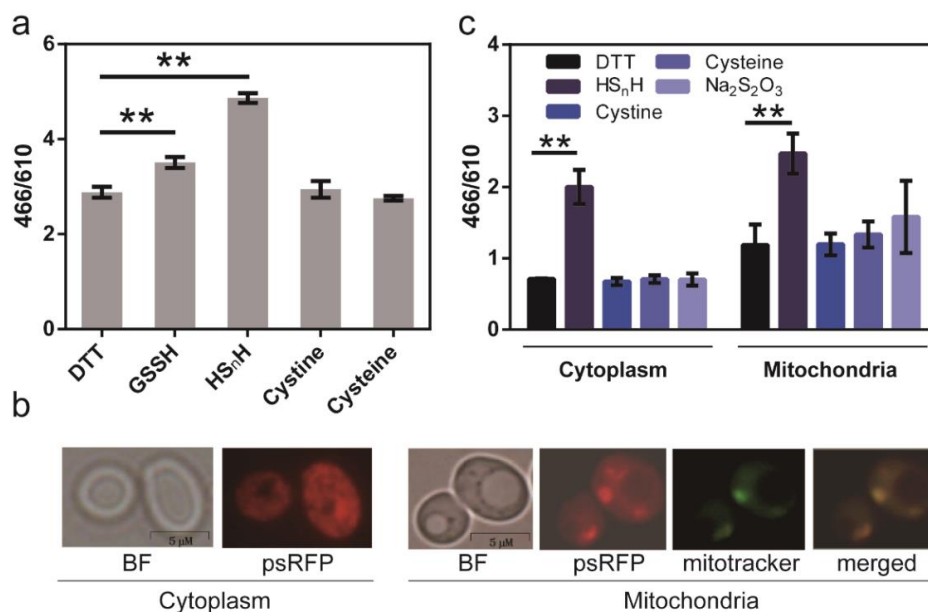 a
6
4
2
0
466/610
**
**
DTT
GSSH
HSnH
Cystine
Cysteine
c
4
3
2
1
0
466/610
DTT
HSnH
Cystine
Cysteine
Na2S2O3
**
**
Cytoplasm
Mitochondria
b
5 μM
BF
psRFP
Cytoplasm
5 μM
BF
psRFP
mitotracker
merged
Mitochondria